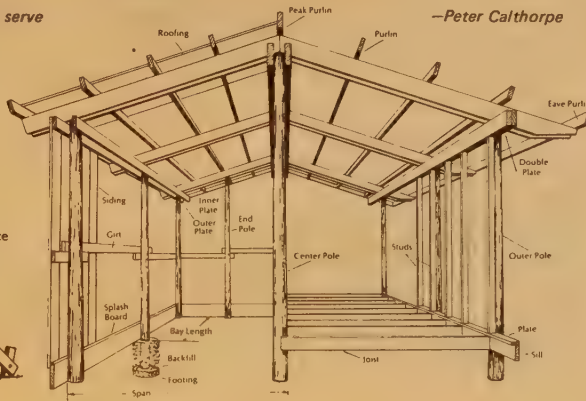 serve
—Peter Calthorpe
Peak Purlin
Roofing
Purlin
Eave Purlin
Double
Plate
Siding
Inner
Plate
Outer
Plate
End
Pole
Girt
Center Pole
Studs
Outer Pole
Splash
Board
Bay Length
Plate
Sill
Backfill
Joist
Footing
Span